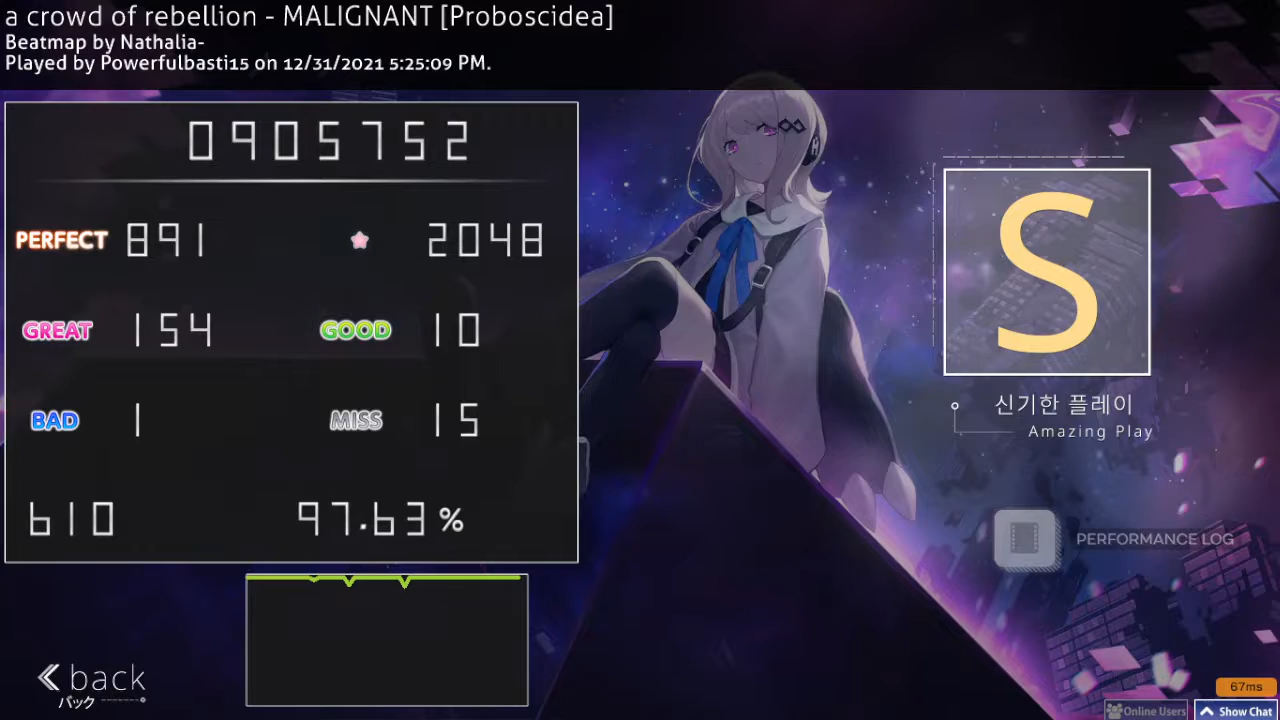 a crowd of rebellion - MALIGNANT [Proboscidea]
Beatmap by Nathalia-
Played by Powerfulbasti15 on 12/31/2021 5:25:09 PM.
0905752
PERFECT 891 2048
GREAT 154 GOOD 10
BAD 1 MISS 15
610 97.63%
S
신기한 플레이
Amazing Play
PERFORMANCE LOG
back
バック
67ms
Online Users
Show Chat